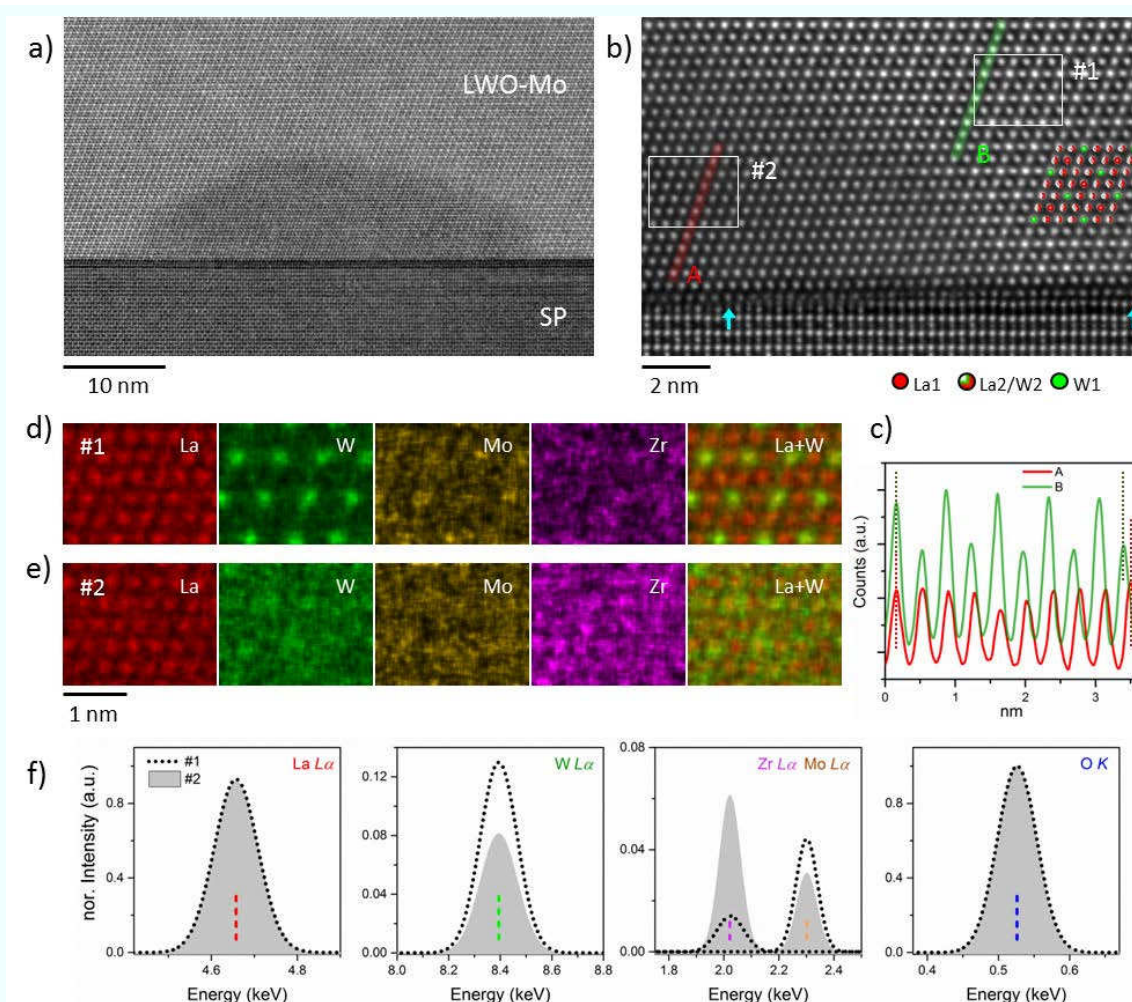 a)
LWO-Mo
SP
10 nm
b)
#1
#2
A
B
2 nm
La1
La2/W2
W1
d)
#1
La
W
Mo
Zr
La+W
e)
#2
La
W
Mo
Zr
La+W
1 nm
c)
A
B
Counts (a.u.)
0 1 2 3
nm
f)
#1
#2
La Lα
nor. Intensity (a.u.)
0.8
0.4
0.0
4.6 4.8
Energy (keV)
W Lα
0.12
0.08
0.04
0.00
8.0 8.2 8.4 8.6 8.8
Energy (keV)
Zr Lα Mo Lα
0.08
0.04
0.00
1.8 2.0 2.2 2.4
Energy (keV)
O K
0.8
0.4
0.0
0.4 0.5 0.6
Energy (keV)